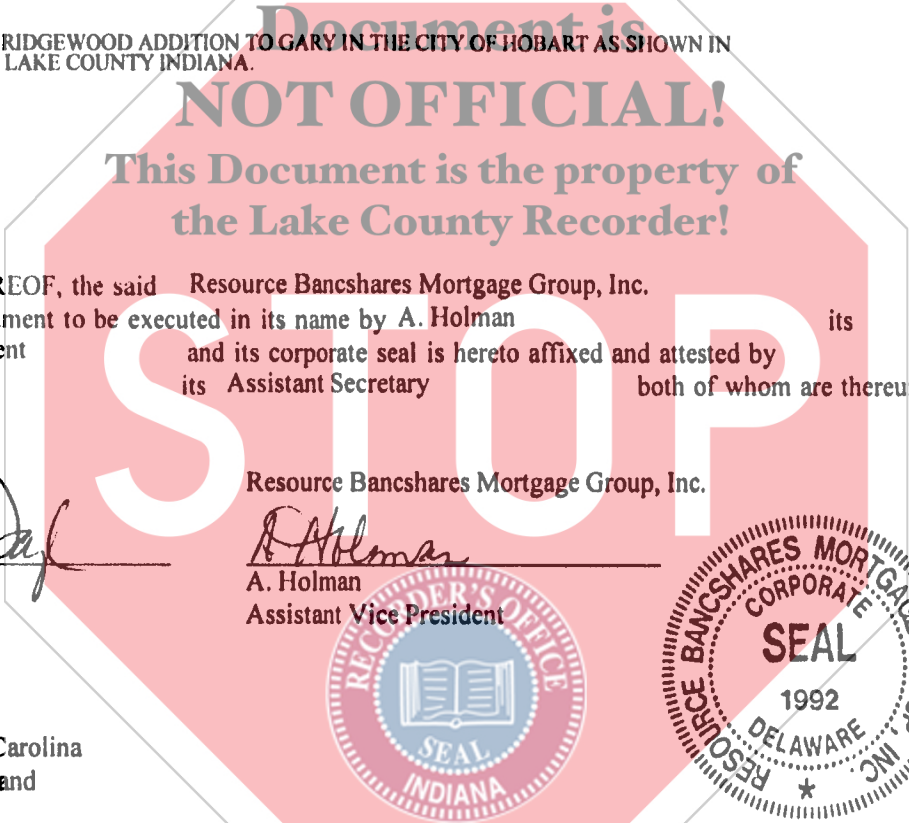 Document is
RIDGEWOOD ADDITION TO GARY IN THE CITY OF HOBART AS SHOWN IN
LAKE COUNTY INDIANA.
NOT OFFICIAL!
This Document is the property of
the Lake County Recorder!
REOF, the said Resource Bancshares Mortgage Group, Inc.
ment to be executed in its name by A. Holman its
ent and its corporate seal is hereto affixed and attested by
its Assistant Secretary both of whom are thereu
STOP
Resource Bancshares Mortgage Group, Inc.
A Holman
A. Holman
Assistant Vice President
RECORDER'S OFFICE
SEAL
INDIANA
RESOURCE BANCSHARES MORTGAGE
CORPORATE
SEAL
1992
DELAWARE
INC.
Carolina
and